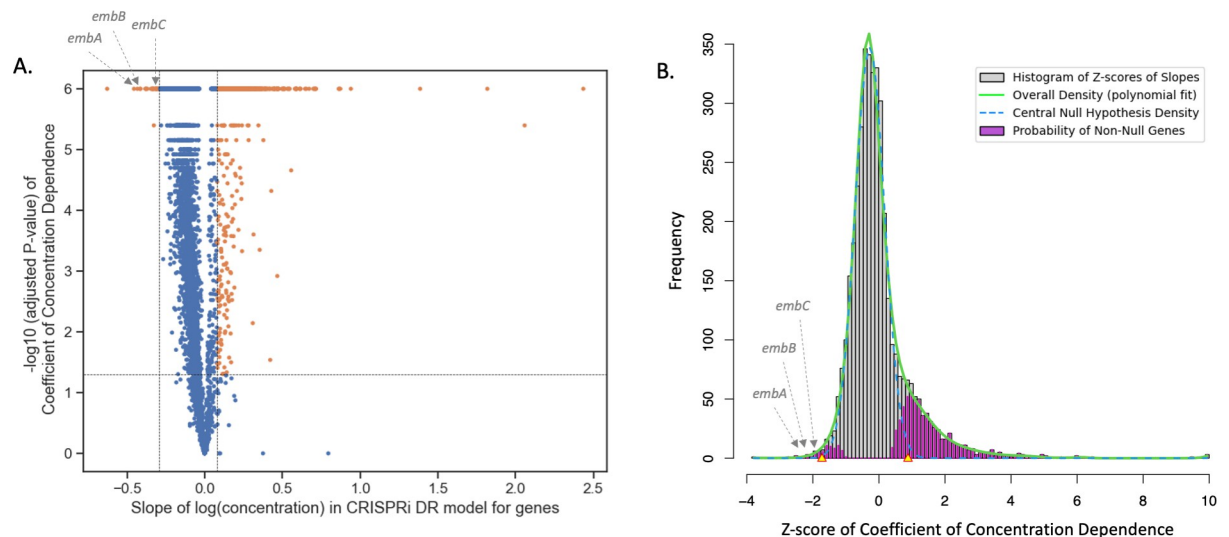 A.
embA
embB
embC
-log10 (adjusted P-value) of
Coefficient of Concentration Dependence
6
5
4
3
2
1
0
−0.5
0.0
0.5
1.0
1.5
2.0
2.5
Slope of log(concentration) in CRISPRi DR model for genes
B.
Histogram of Z-scores of Slopes
Overall Density (polynomial fit)
Central Null Hypothesis Density
Probability of Non-Null Genes
Frequency
350
300
250
200
150
100
50
0
embC
embB
embA
−4
−2
0
2
4
6
8
10
Z-score of Coefficient of Concentration Dependence